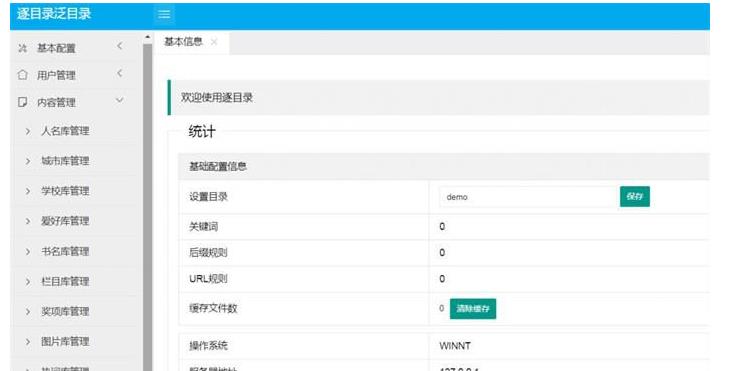 逐目录泛目录
基本配置
基本信息
用户管理
内容管理
欢迎使用逐目录
人名库管理
统计
城市库管理
基础配置信息
学校库管理
设置目录 demo 保存
爱好库管理
关键词 0
书名库管理
后缀规则 0
栏目库管理
URL规则 0
奖项库管理
缓存文件数 0 清除缓存
图片库管理
操作系统 WINNT